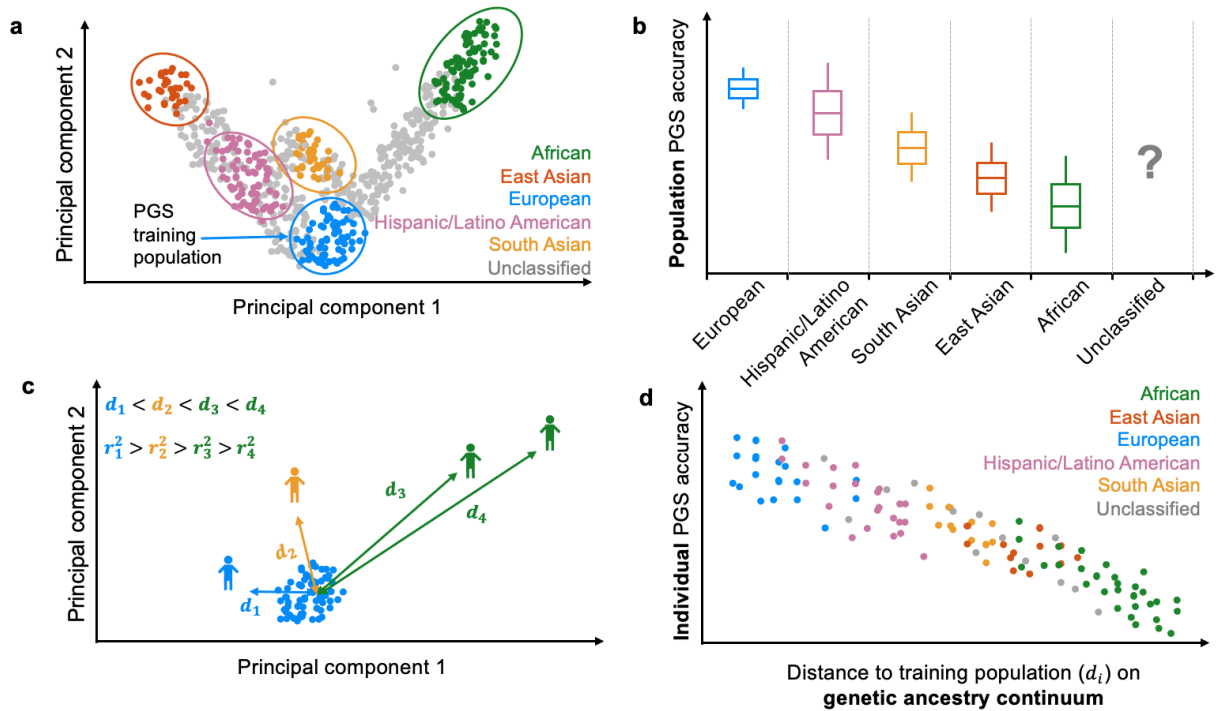 a
Principal component 2
Principal component 1
PGS
training
population
African
East Asian
European
Hispanic/Latino American
South Asian
Unclassified
b
Population PGS accuracy
?
European
Hispanic/Latino
American
South Asian
East Asian
African
Unclassified
c
Principal component 2
d₁ < d₂ < d₃ < d₄
r₁² > r₂² > r₃² > r₄²
d₁
d₂
d₃
d₄
Principal component 1
d
Individual PGS accuracy
African
East Asian
European
Hispanic/Latino American
South Asian
Unclassified
Distance to training population (dᵢ) on
genetic ancestry continuum